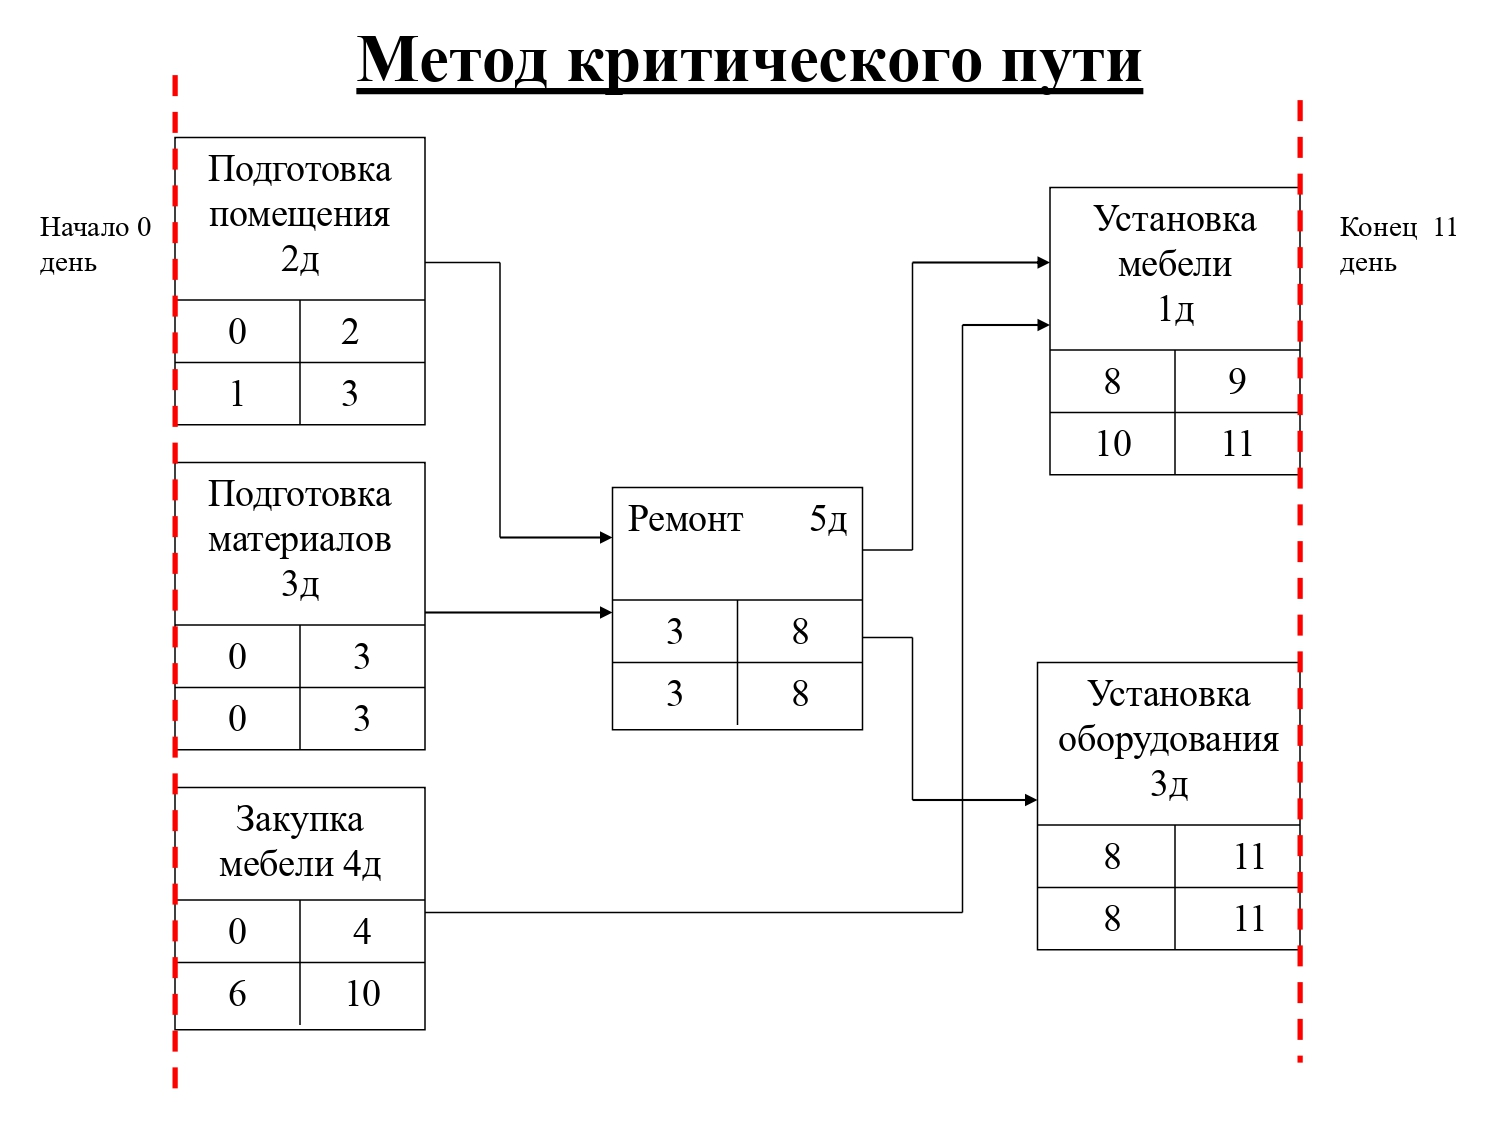 Метод критического пути
Начало 0
день
Подготовка
помещения
2д
0 2
1 3
Подготовка
материалов
3д
0 3
0 3
Закупка
мебели 4д
0 4
6 10
Ремонт 5д
3 8
3 8
Установка
мебели
1д
8 9
10 11
Установка
оборудования
3д
8 11
8 11
Конец 11
день